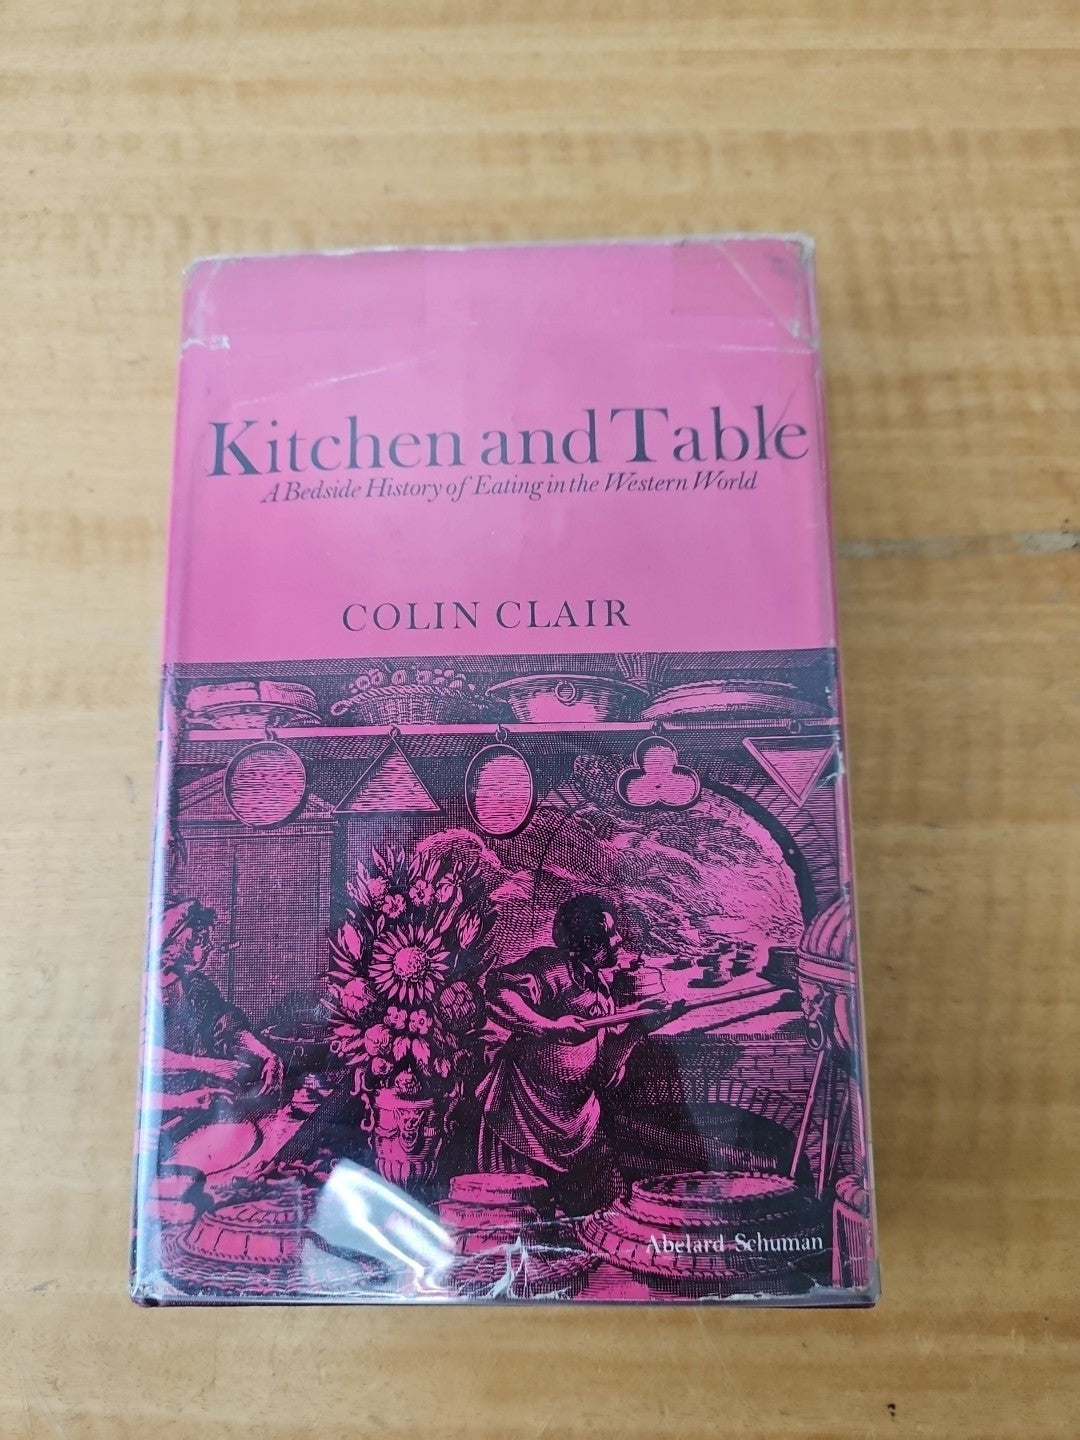 Kitchen and Table
A Bedside History of Eating in the Western World
COLIN CLAIR
Abelard-Schuman